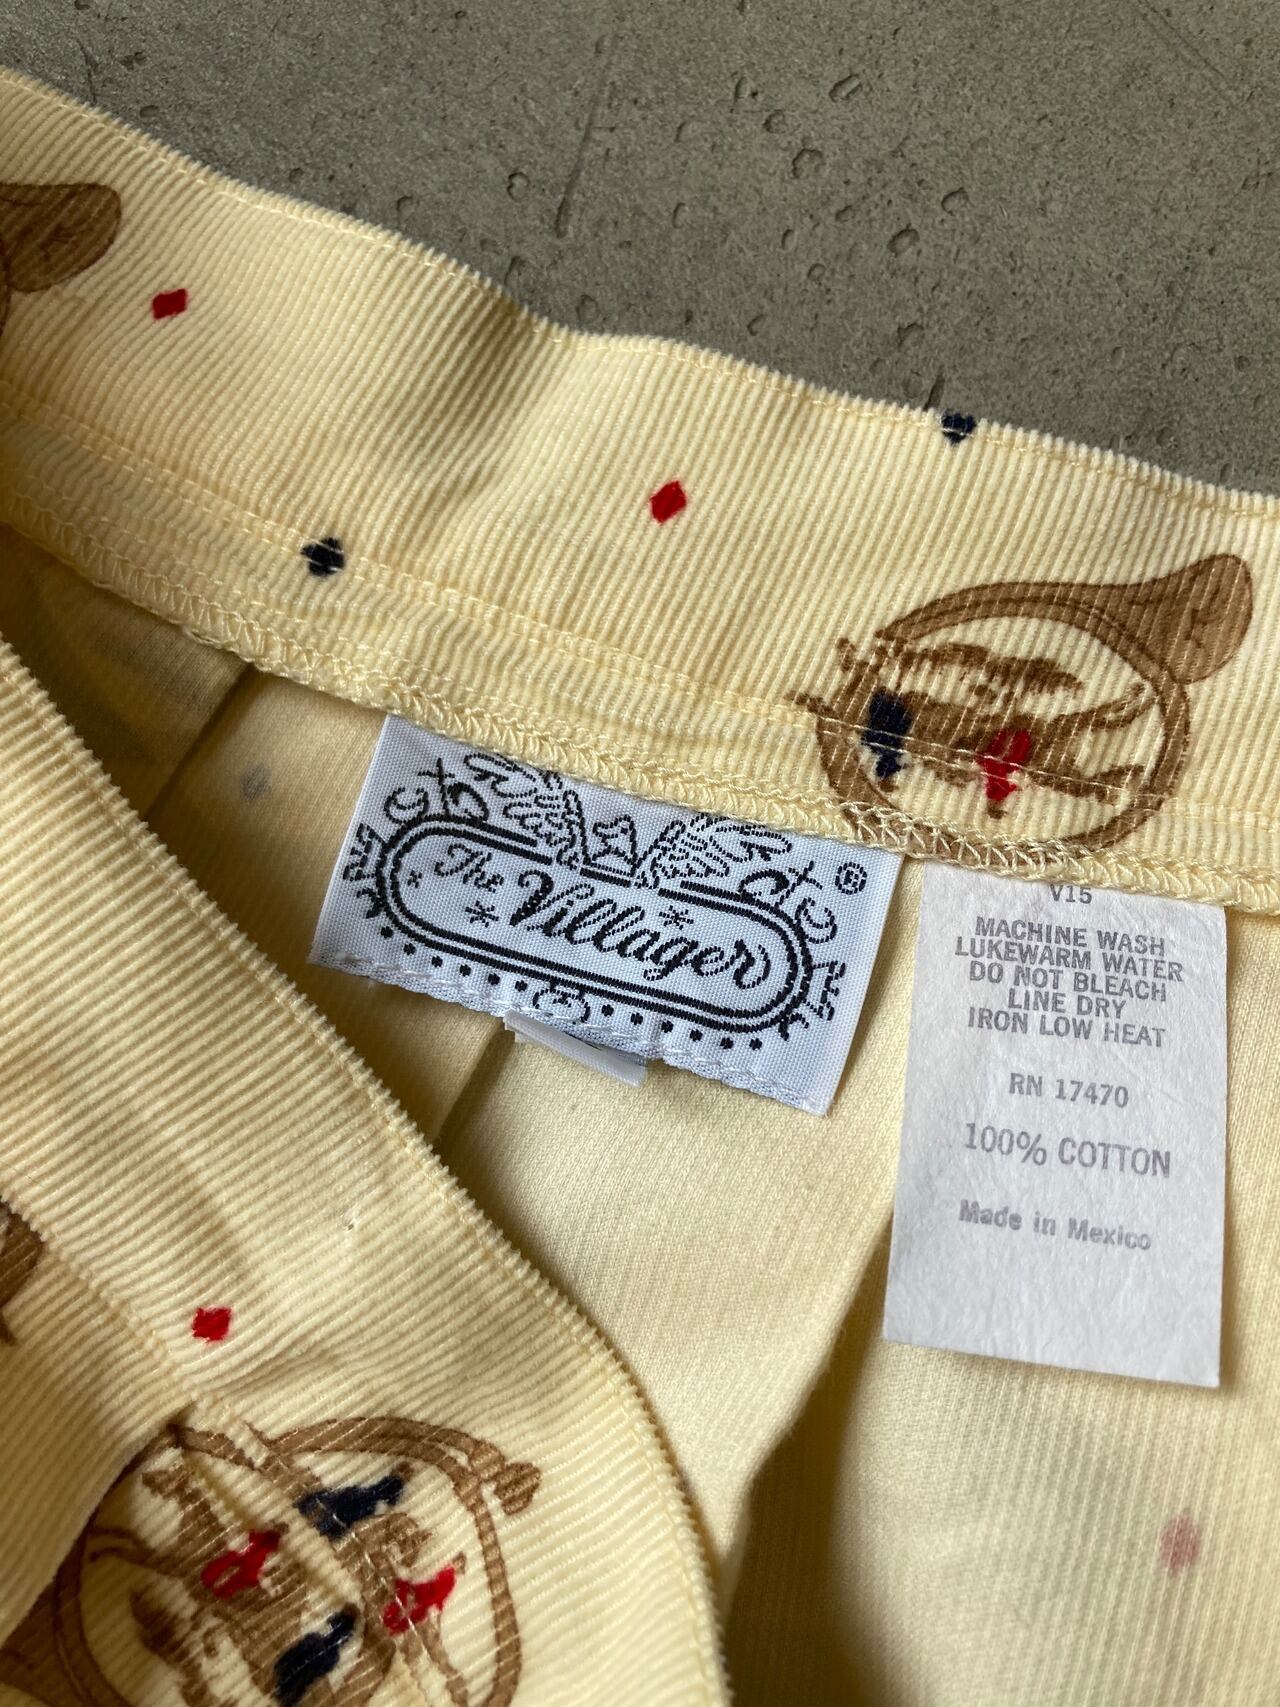 The
Villager
®
V15
MACHINE WASH
LUKEWARM WATER
DO NOT BLEACH
LINE DRY
IRON LOW HEAT
RN 17470
100% COTTON
Made in Mexico